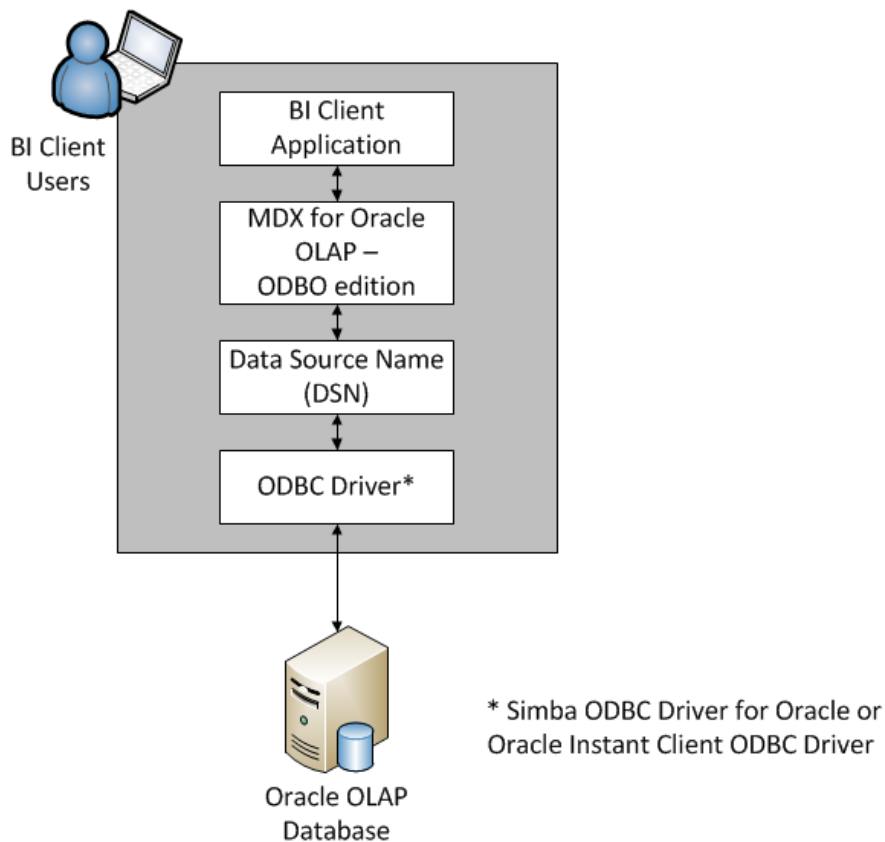 BI Client
Users
BI Client
Application
MDX for Oracle
OLAP –
ODBO edition
Data Source Name
(DSN)
ODBC Driver*
Oracle OLAP
Database
* Simba ODBC Driver for Oracle or
Oracle Instant Client ODBC Driver